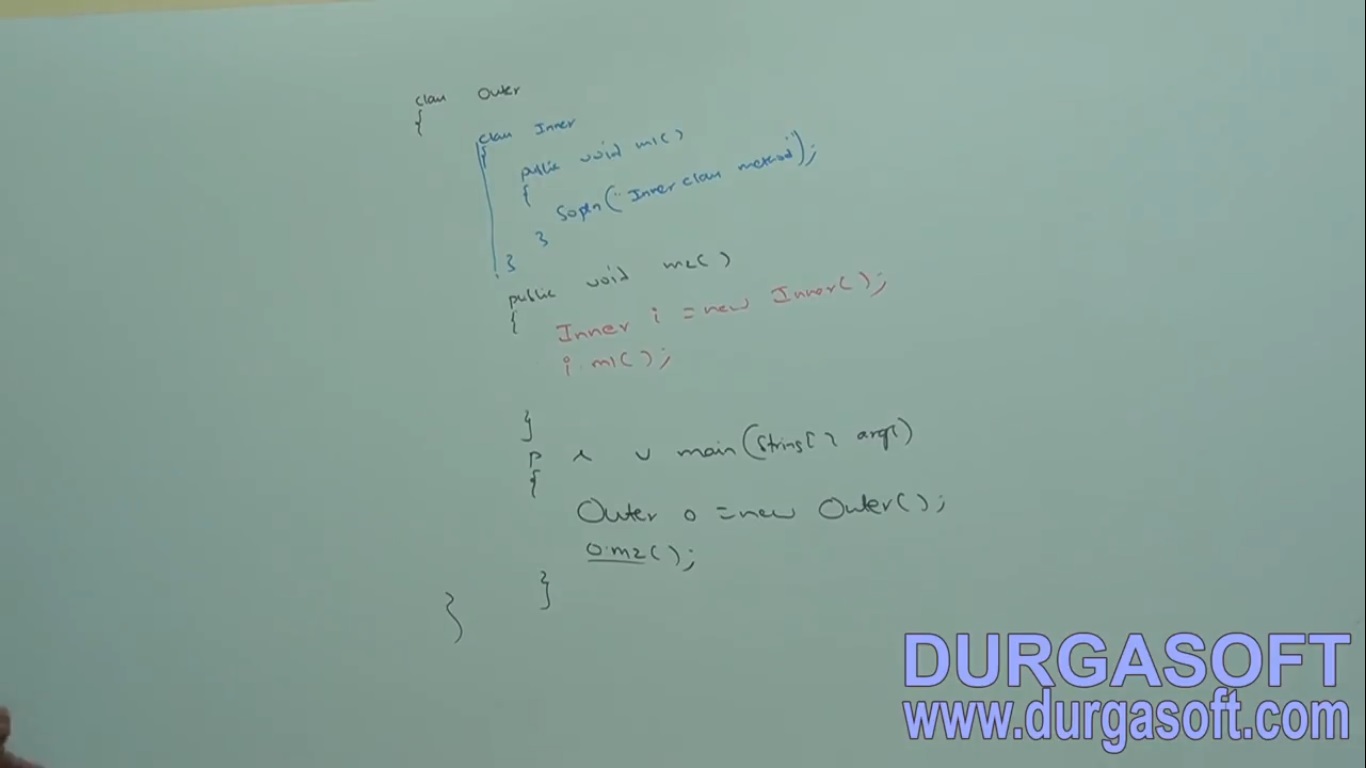 class Outer
{
class Inner
{
public void m1()
{
Sopln("Inner class method");
}
}
public void m2()
{
Inner i = new Inner();
i.m1();
}
p s v main(String[] args)
{
Outer o = new Outer();
o.m2();
}
}
DURGASOFT
www.durgasoft.com